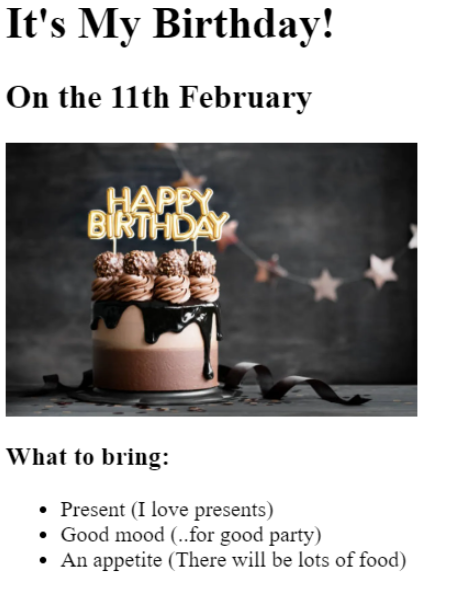 It's My Birthday!
On the 11th February
HAPPY
BIRTHDAY
What to bring:
Present (I love presents)
Good mood (..for good party)
An appetite (There will be lots of food)